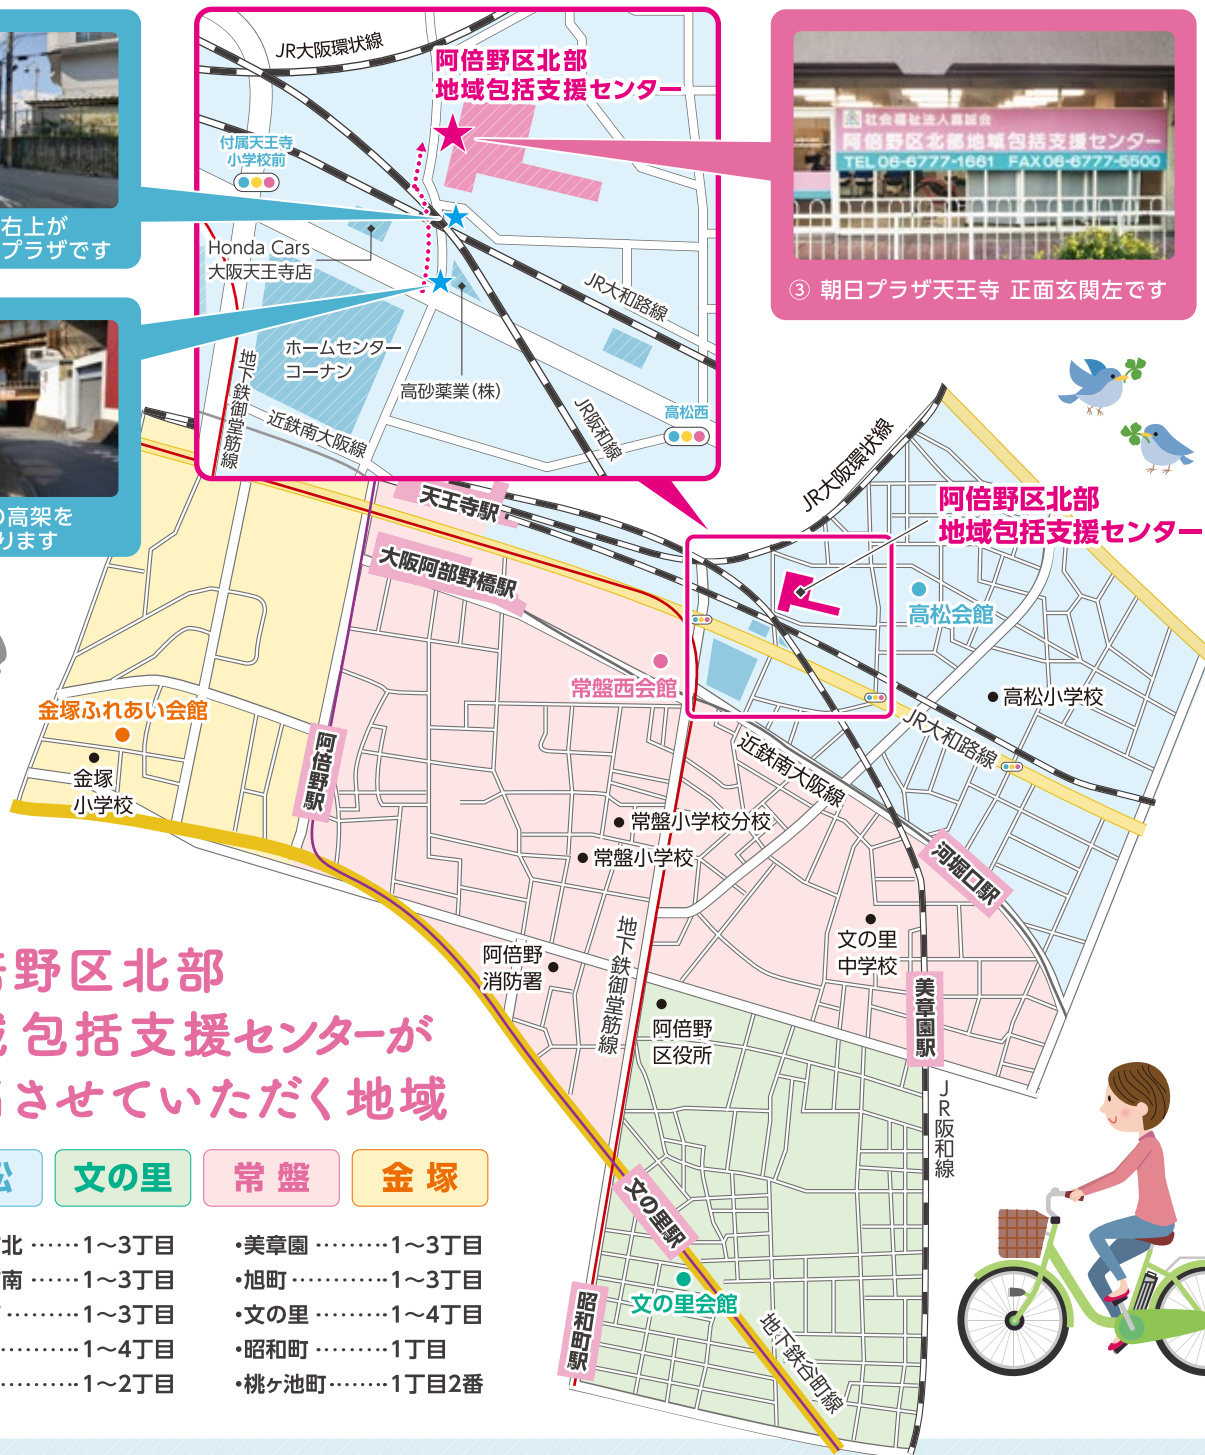 右上が
プラザです
の高架を
ります
JR大阪環状線
阿倍野区北部
地域包括支援センター
付属天王寺
小学校前
Honda Cars
大阪天王寺店
JR大和路線
ホームセンター
コーナン
高砂薬業(株)
地下鉄御堂筋線
近鉄南大阪線
JR阪和線
高松西
社会福祉法人嘉誠会
阿倍野区北部地域包括支援センター
TEL 06-6777-1661 FAX 06-6777-5500
③ 朝日プラザ天王寺 正面玄関左です
JR大阪環状線
阿倍野区北部
地域包括支援センター
天王寺駅
大阪阿部野橋駅
高松会館
常盤西会館
高松小学校
JR大和路線
金塚ふれあい会館
金塚
小学校
阿倍野駅
近鉄南大阪線
常盤小学校分校
常盤小学校
河堀口駅
文の里
中学校
阿倍野
消防署
地下鉄御堂筋線
美章園駅
阿倍野
区役所
JR阪和線
文の里駅
文の里会館
昭和町駅
地下鉄谷町線
倍野区北部
域包括支援センターが
当させていただく地域
松
文の里
常盤
金塚
北 ……1〜3丁目
南 ……1〜3丁目
………1〜3丁目
………1〜4丁目
………1〜2丁目
•美章園 ………1〜3丁目
•旭町 …………1〜3丁目
•文の里 ………1〜4丁目
•昭和町 ………1丁目
•桃ヶ池町 ……1丁目2番